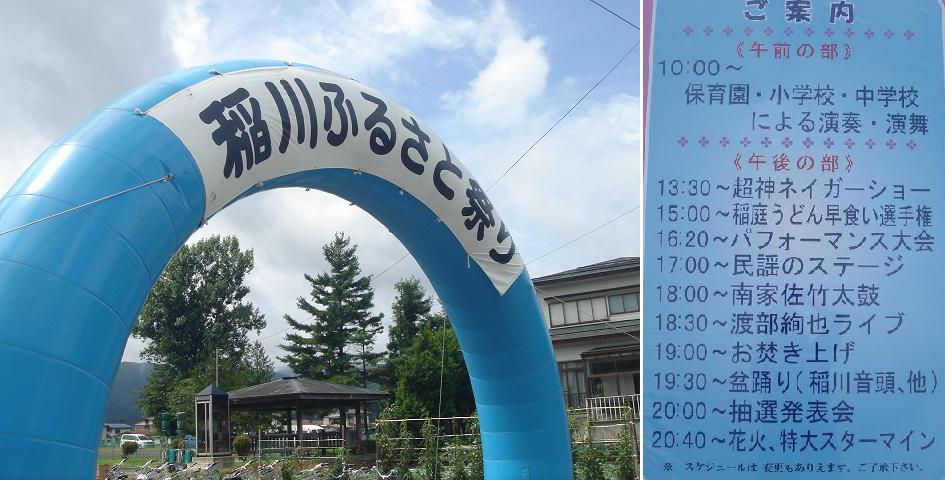 稲川ふるさと祭り
ご案内
《午前の部》
10:00～
保育園・小学校・中学校
による演奏・演舞
《午後の部》
13:30～超神ネイガーショー
15:00～稲庭うどん早食い選手権
16:20～パフォーマンス大会
17:00～民謡のステージ
18:00～南家佐竹太鼓
18:30～渡部絢也ライブ
19:00～お焚き上げ
19:30～盆踊り(稲川音頭、他)
20:00～抽選発表会
20:40～花火、特大スターマイン
※ スケジュールは 変更もありえます。ご了承下さい。